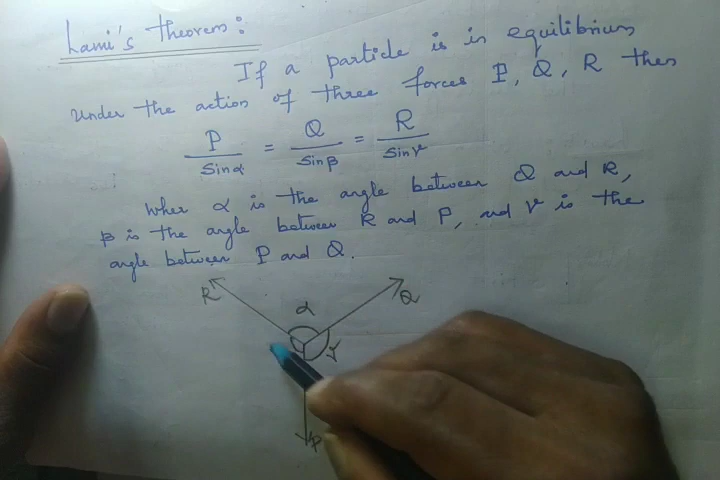 Lami's theorem:
If a particle is in equilibrium
under the action of three forces P, Q, R then
P/sinα = Q/sinβ = R/sinγ
wher α is the angle between Q and R,
β is the angle between R and P, and γ is the
angle between P and Q.
R α Q
γ
P